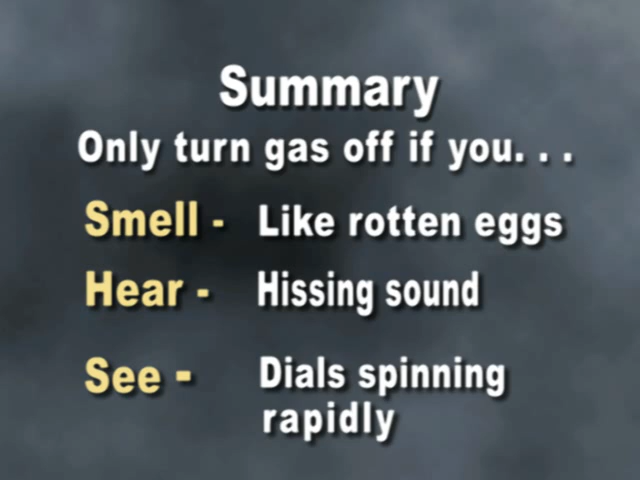 Summary
Only turn gas off if you. . .
Smell - Like rotten eggs
Hear - Hissing sound
See - Dials spinning
rapidly